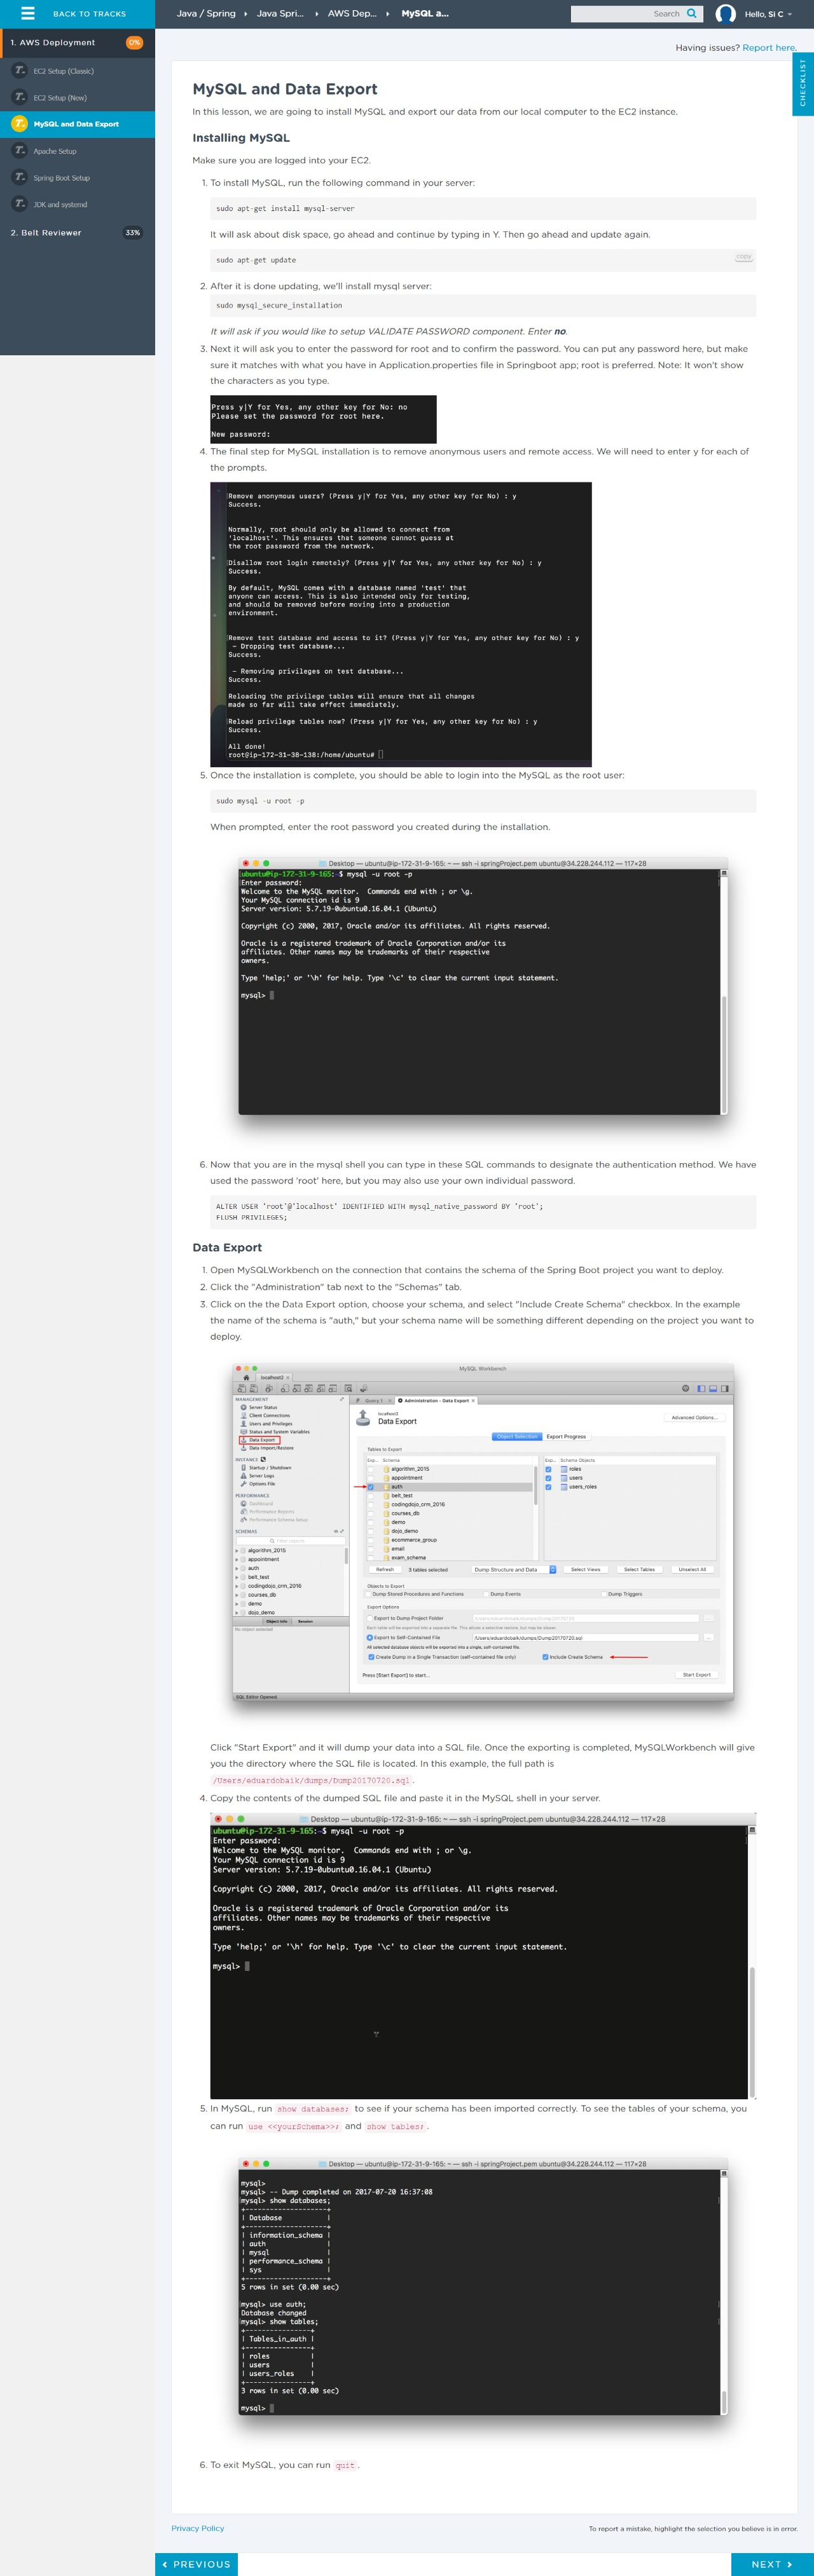 BACK TO TRACKS
Java / Spring
Java Spri...
AWS Dep...
MySQL a...
Search
Hello, Si C
1. AWS Deployment
0%
EC2 Setup (Classic)
EC2 Setup (New)
MySQL and Data Export
Apache Setup
Spring Boot Setup
JDK and systemd
2. Belt Reviewer
33%
Having issues? Report here.
CHECKLIST
MySQL and Data Export
In this lesson, we are going to install MySQL and export our data from our local computer to the EC2 instance.
Installing MySQL
Make sure you are logged into your EC2.
1. To install MySQL, run the following command in your server:
sudo apt-get install mysql-server
It will ask about disk space, go ahead and continue by typing in Y. Then go ahead and update again.
sudo apt-get update
copy
2. After it is done updating, we'll install mysql server:
sudo mysql_secure_installation
It will ask if you would like to setup VALIDATE PASSWORD component. Enter no.
3. Next it will ask you to enter the password for root and to confirm the password. You can put any password here, but make
sure it matches with what you have in Application.properties file in Springboot app; root is preferred. Note: It won't show
the characters as you type.
Press y|Y for Yes, any other key for No: no
Please set the password for root here.
New password:
4. The final step for MySQL installation is to remove anonymous users and remote access. We will need to enter y for each of
the prompts.
Remove anonymous users? (Press y|Y for Yes, any other key for No) : y
Success.
Normally, root should only be allowed to connect from
'localhost'. This ensures that someone cannot guess at
the root password from the network.
Disallow root login remotely? (Press y|Y for Yes, any other key for No) : y
Success.
By default, MySQL comes with a database named 'test' that
anyone can access. This is also intended only for testing,
and should be removed before moving into a production
environment.
Remove test database and access to it? (Press y|Y for Yes, any other key for No) : y
- Dropping test database...
Success.
- Removing privileges on test database...
Success.
Reloading the privilege tables will ensure that all changes
made so far will take effect immediately.
Reload privilege tables now? (Press y|Y for Yes, any other key for No) : y
Success.
All done!
root@ip-172-31-38-138:/home/ubuntu#
5. Once the installation is complete, you should be able to login into the MySQL as the root user:
sudo mysql -u root -p
When prompted, enter the root password you created during the installation.
Desktop — ubuntu@ip-172-31-9-165: ~ — ssh -i springProject.pem ubuntu@34.228.244.112 — 117×28
ubuntu@ip-172-31-9-165:~$ mysql -u root -p
Enter password:
Welcome to the MySQL monitor.  Commands end with ; or \g.
Your MySQL connection id is 9
Server version: 5.7.19-0ubuntu0.16.04.1 (Ubuntu)
Copyright (c) 2000, 2017, Oracle and/or its affiliates. All rights reserved.
Oracle is a registered trademark of Oracle Corporation and/or its
affiliates. Other names may be trademarks of their respective
owners.
Type 'help;' or '\h' for help. Type '\c' to clear the current input statement.
mysql>
6. Now that you are in the mysql shell you can type in these SQL commands to designate the authentication method. We have
used the password 'root' here, but you may also use your own individual password.
ALTER USER 'root'@'localhost' IDENTIFIED WITH mysql_native_password BY 'root';
FLUSH PRIVILEGES;
Data Export
1. Open MySQLWorkbench on the connection that contains the schema of the Spring Boot project you want to deploy.
2. Click the "Administration" tab next to the "Schemas" tab.
3. Click on the the Data Export option, choose your schema, and select "Include Create Schema" checkbox. In the example
the name of the schema is "auth," but your schema name will be something different depending on the project you want to
deploy.
MySQL Workbench
localhost2
MANAGEMENT
Server Status
Client Connections
Users and Privileges
Status and System Variables
Data Export
Data Import/Restore
INSTANCE
Startup / Shutdown
Server Logs
Options File
PERFORMANCE
Dashboard
Performance Reports
Performance Schema Setup
SCHEMAS
Filter objects
algorithm_2015
appointment
auth
belt_test
codingdojo_crm_2016
courses_db
demo
dojo_demo
Object Info Session
No object selected
SQL Editor Opened.
Query 1
Administration - Data Export
localhost2
Data Export
Advanced Options...
Object Selection Export Progress
Tables to Export
Exp... Schema
algorithm_2015
appointment
auth
belt_test
codingdojo_crm_2016
courses_db
demo
dojo_demo
ecommerce_group
email
exam_schema
Exp... Schema Objects
roles
users
users_roles
Refresh
3 tables selected
Dump Structure and Data
Select Views
Select Tables
Unselect All
Objects to Export
Dump Stored Procedures and Functions
Dump Events
Dump Triggers
Export Options
Export to Dump Project Folder
/Users/eduardobaik/dumps/Dump20170720
Each table will be exported into a separate file. This allows a selective restore, but may be slower.
Export to Self-Contained File
/Users/eduardobaik/dumps/Dump20170720.sql
All selected database objects will be exported into a single, self-contained file.
Create Dump in a Single Transaction (self-contained file only)
Include Create Schema
Press [Start Export] to start...
Start Export
Click "Start Export" and it will dump your data into a SQL file. Once the exporting is completed, MySQLWorkbench will give
you the directory where the SQL file is located. In this example, the full path is
/Users/eduardobaik/dumps/Dump20170720.sql.
4. Copy the contents of the dumped SQL file and paste it in the MySQL shell in your server.
Desktop — ubuntu@ip-172-31-9-165: ~ — ssh -i springProject.pem ubuntu@34.228.244.112 — 117×28
ubuntu@ip-172-31-9-165:~$ mysql -u root -p
Enter password:
Welcome to the MySQL monitor.  Commands end with ; or \g.
Your MySQL connection id is 9
Server version: 5.7.19-0ubuntu0.16.04.1 (Ubuntu)
Copyright (c) 2000, 2017, Oracle and/or its affiliates. All rights reserved.
Oracle is a registered trademark of Oracle Corporation and/or its
affiliates. Other names may be trademarks of their respective
owners.
Type 'help;' or '\h' for help. Type '\c' to clear the current input statement.
mysql>
5. In MySQL, run show databases; to see if your schema has been imported correctly. To see the tables of your schema, you
can run use <<yourSchema>>; and show tables;.
Desktop — ubuntu@ip-172-31-9-165: ~ — ssh -i springProject.pem ubuntu@34.228.244.112 — 117×28
mysql>
mysql> -- Dump completed on 2017-07-20 16:37:08
mysql> show databases;
+--------------------+
| Database           |
+--------------------+
| information_schema |
| auth               |
| mysql              |
| performance_schema |
| sys                |
+--------------------+
5 rows in set (0.00 sec)
mysql> use auth;
Database changed
mysql> show tables;
+----------------+
| Tables_in_auth |
+----------------+
| roles          |
| users          |
| users_roles    |
+----------------+
3 rows in set (0.00 sec)
mysql>
6. To exit MySQL, you can run quit.
Privacy Policy
To report a mistake, highlight the selection you believe is in error.
PREVIOUS
NEXT